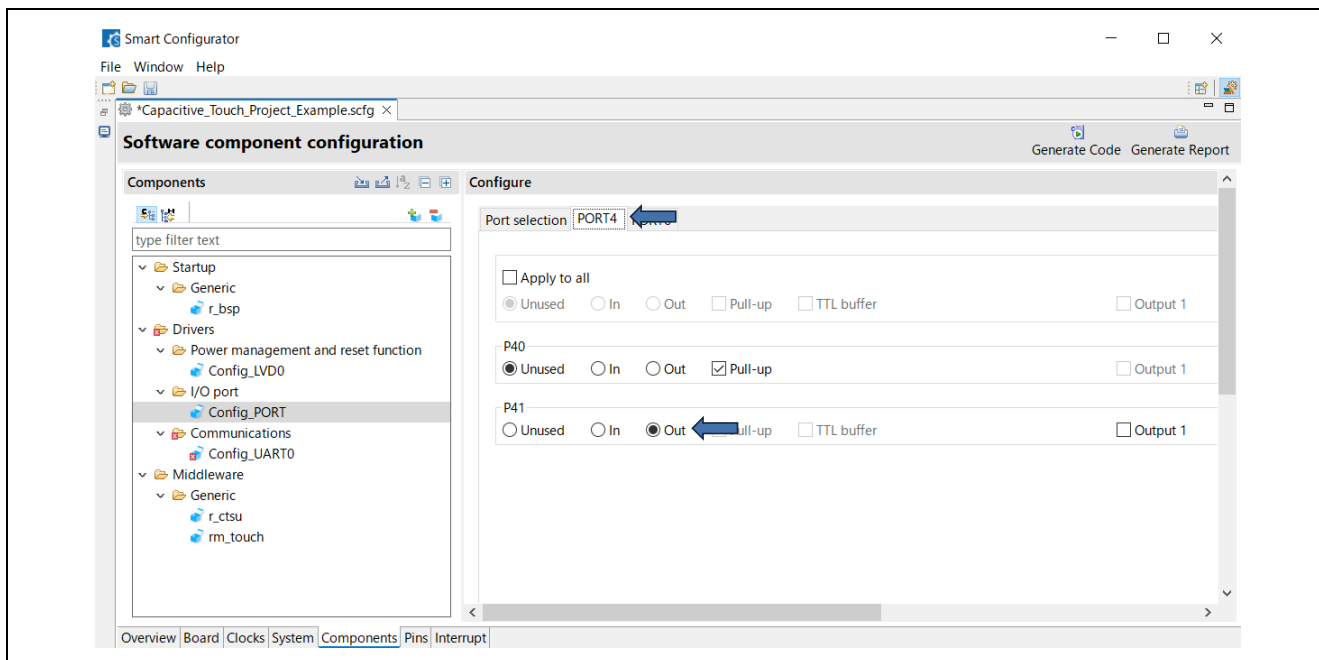 Smart Configurator
File Window Help
*Capacitive_Touch_Project_Example.scfg
Software component configuration
Generate Code Generate Report
Components
Configure
Port selection PORT4
type filter text
Startup
Generic
r_bsp
Drivers
Power management and reset function
Config_LVD0
I/O port
Config_PORT
Communications
Config_UART0
Middleware
Generic
r_ctsu
rm_touch
Apply to all
Unused In Out Pull-up TTL buffer Output 1
P40
Unused In Out Pull-up Output 1
P41
Unused In Out TTL buffer Output 1
Overview Board Clocks System Components Pins Interrupt